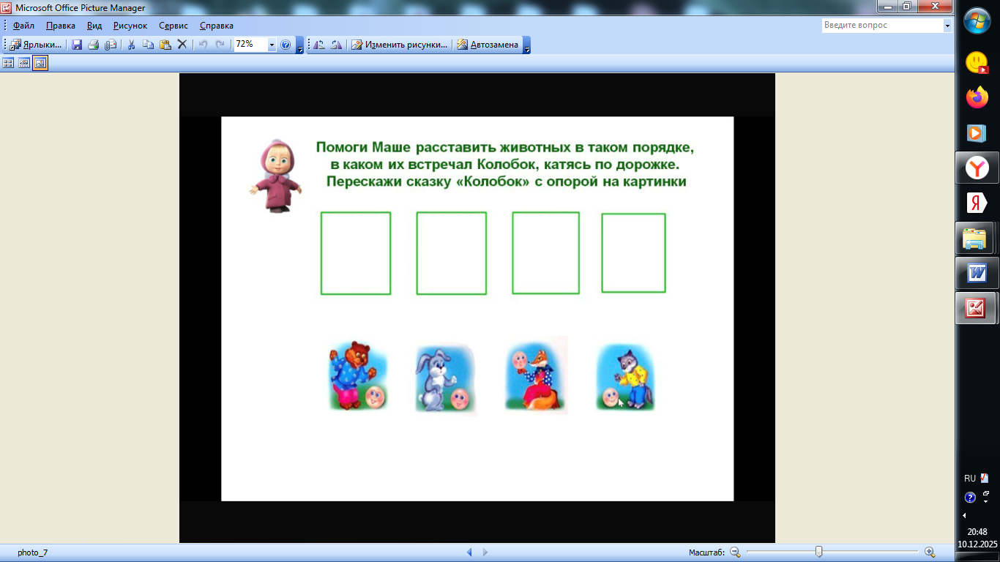 Microsoft Office Picture Manager
Файл Правка Вид Рисунок Сервис Справка
Введите вопрос
Ярлыки... 72% Изменить рисунки... Автозамена
Помоги Маше расставить животных в таком порядке,
в каком их встречал Колобок, катясь по дорожке.
Перескажи сказку «Колобок» с опорой на картинки
RU
20:48
10.12.2025
photo_7
Масштаб: